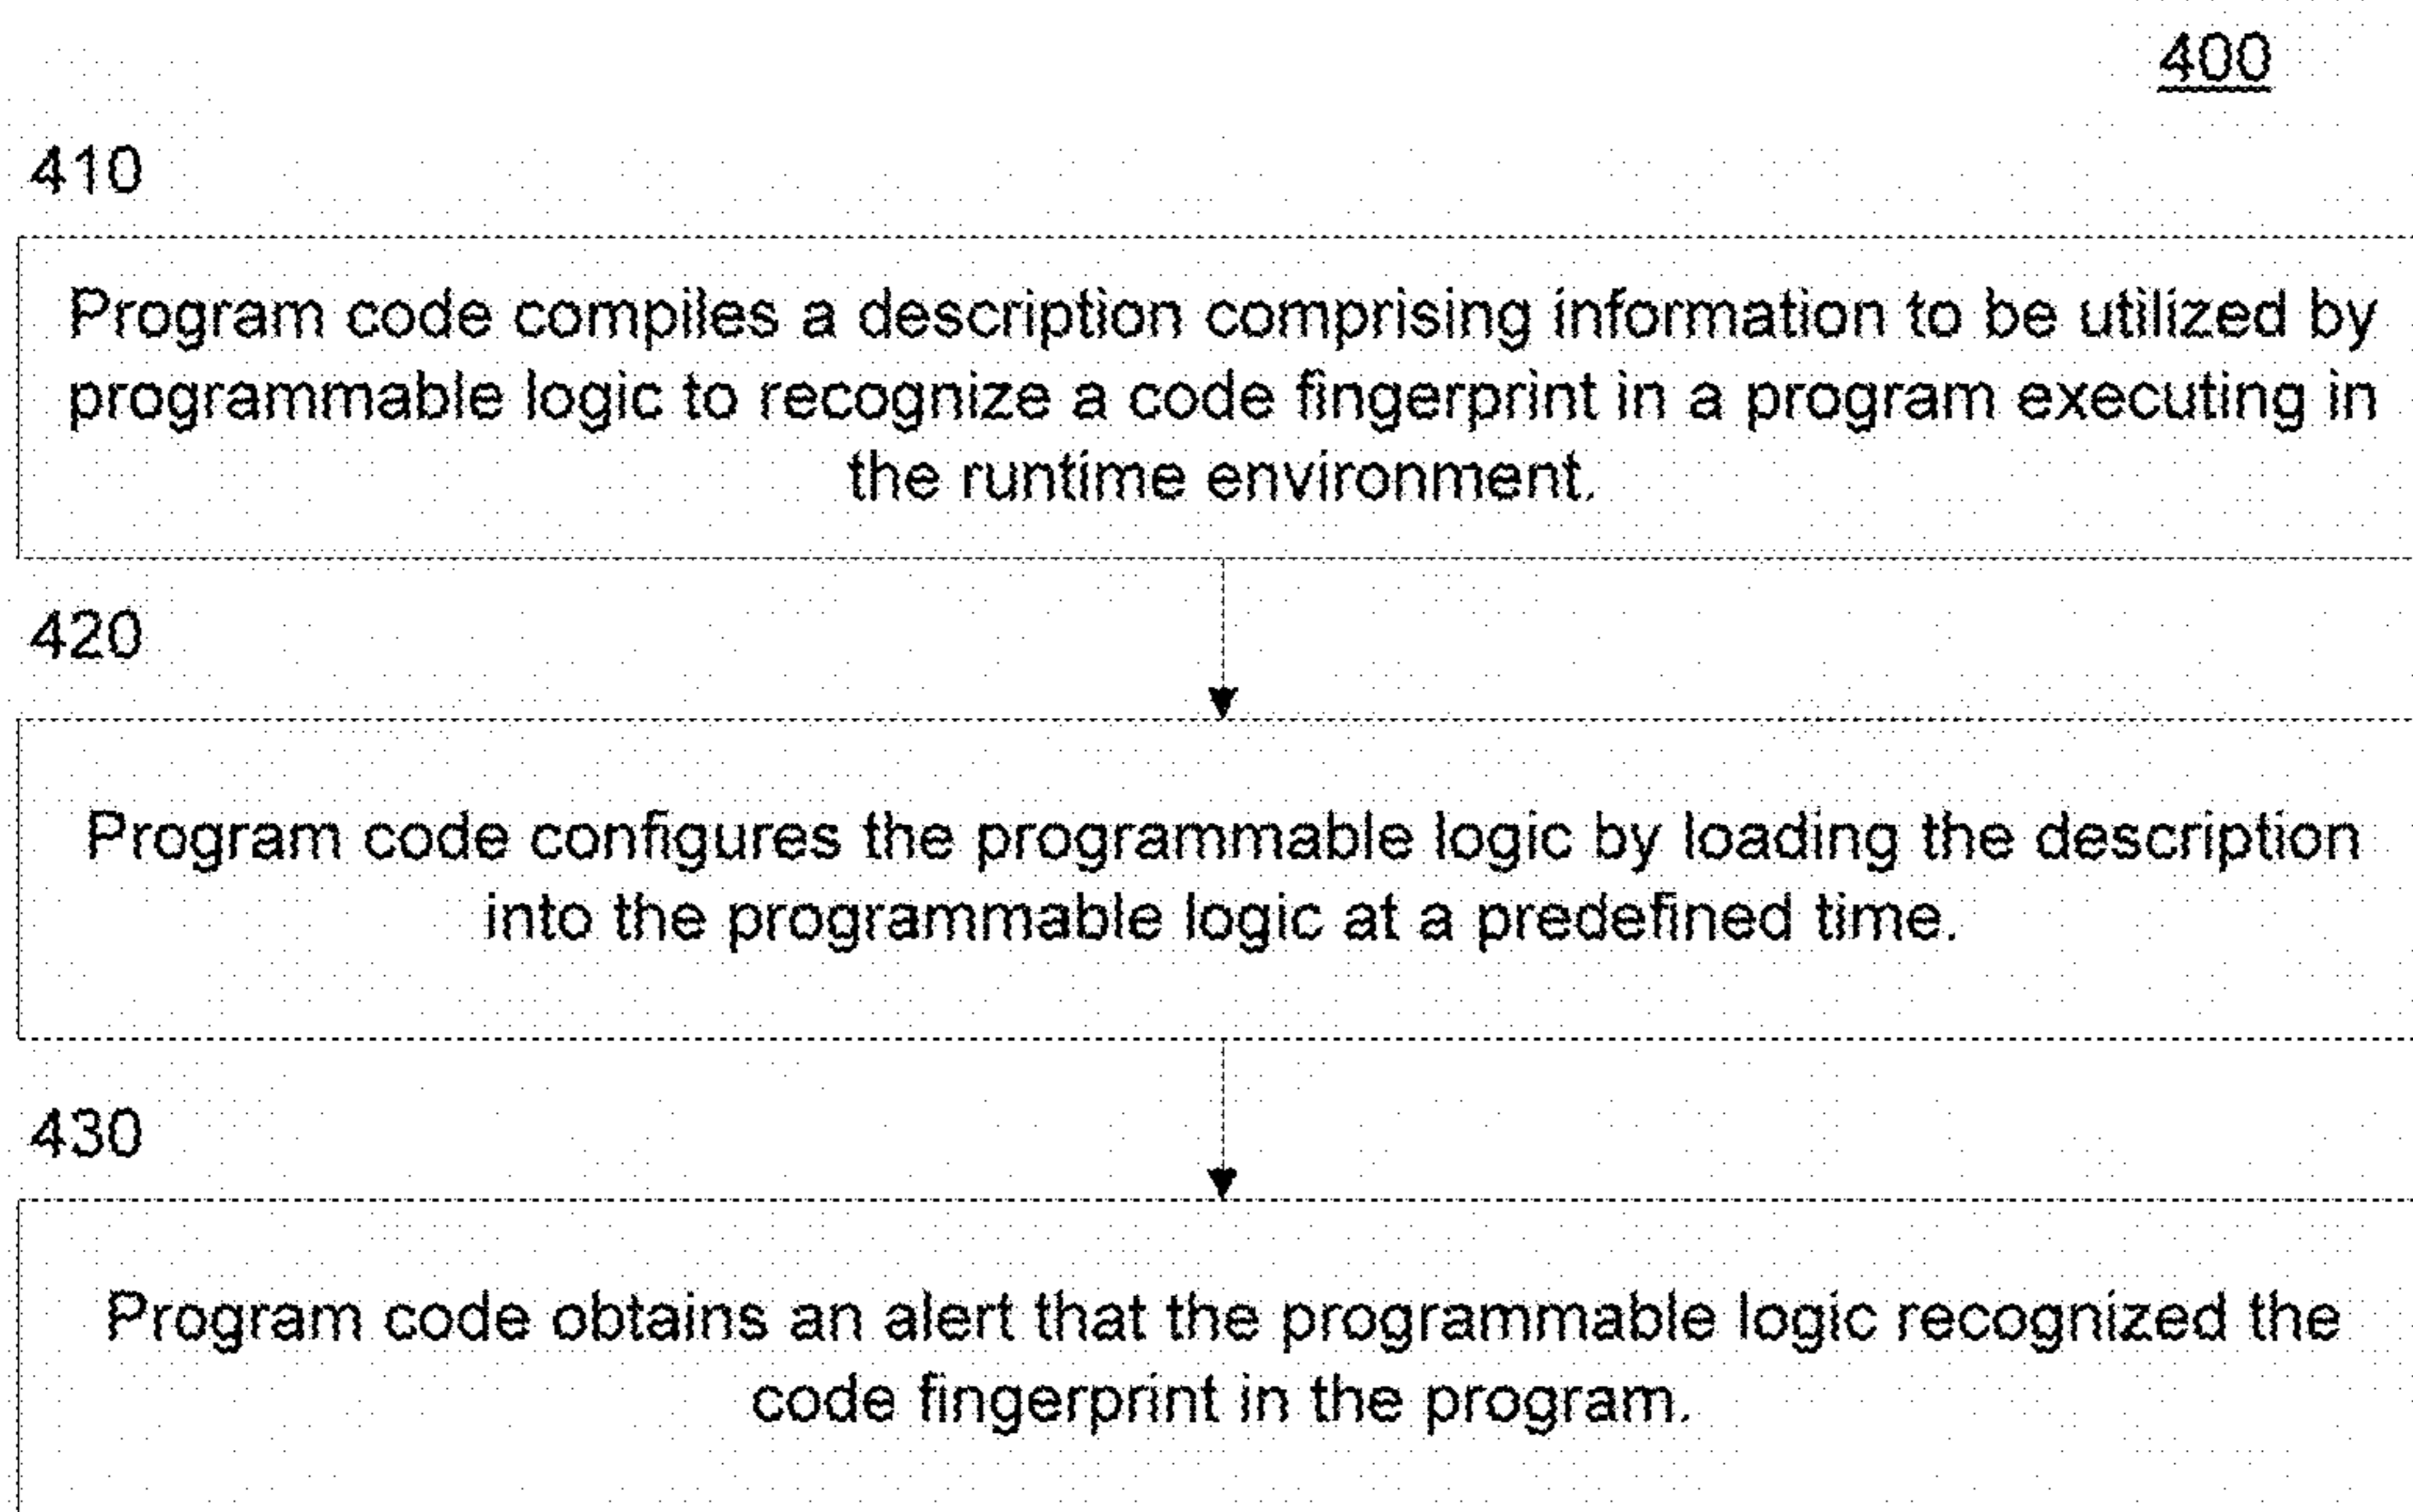 400
410
Program code compiles a description comprising information to be utilized by
programmable logic to recognize a code fingerprint in a program executing in
the runtime environment.
420
Program code configures the programmable logic by loading the description
into the programmable logic at a predefined time.
430
Program code obtains an alert that the programmable logic recognized the
code fingerprint in the program.